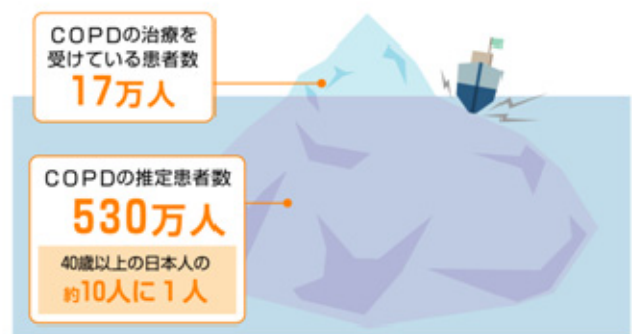 COPDの治療を
受けている患者数
17万人
COPDの推定患者数
530万人
40歳以上の日本人の
約10人に1人